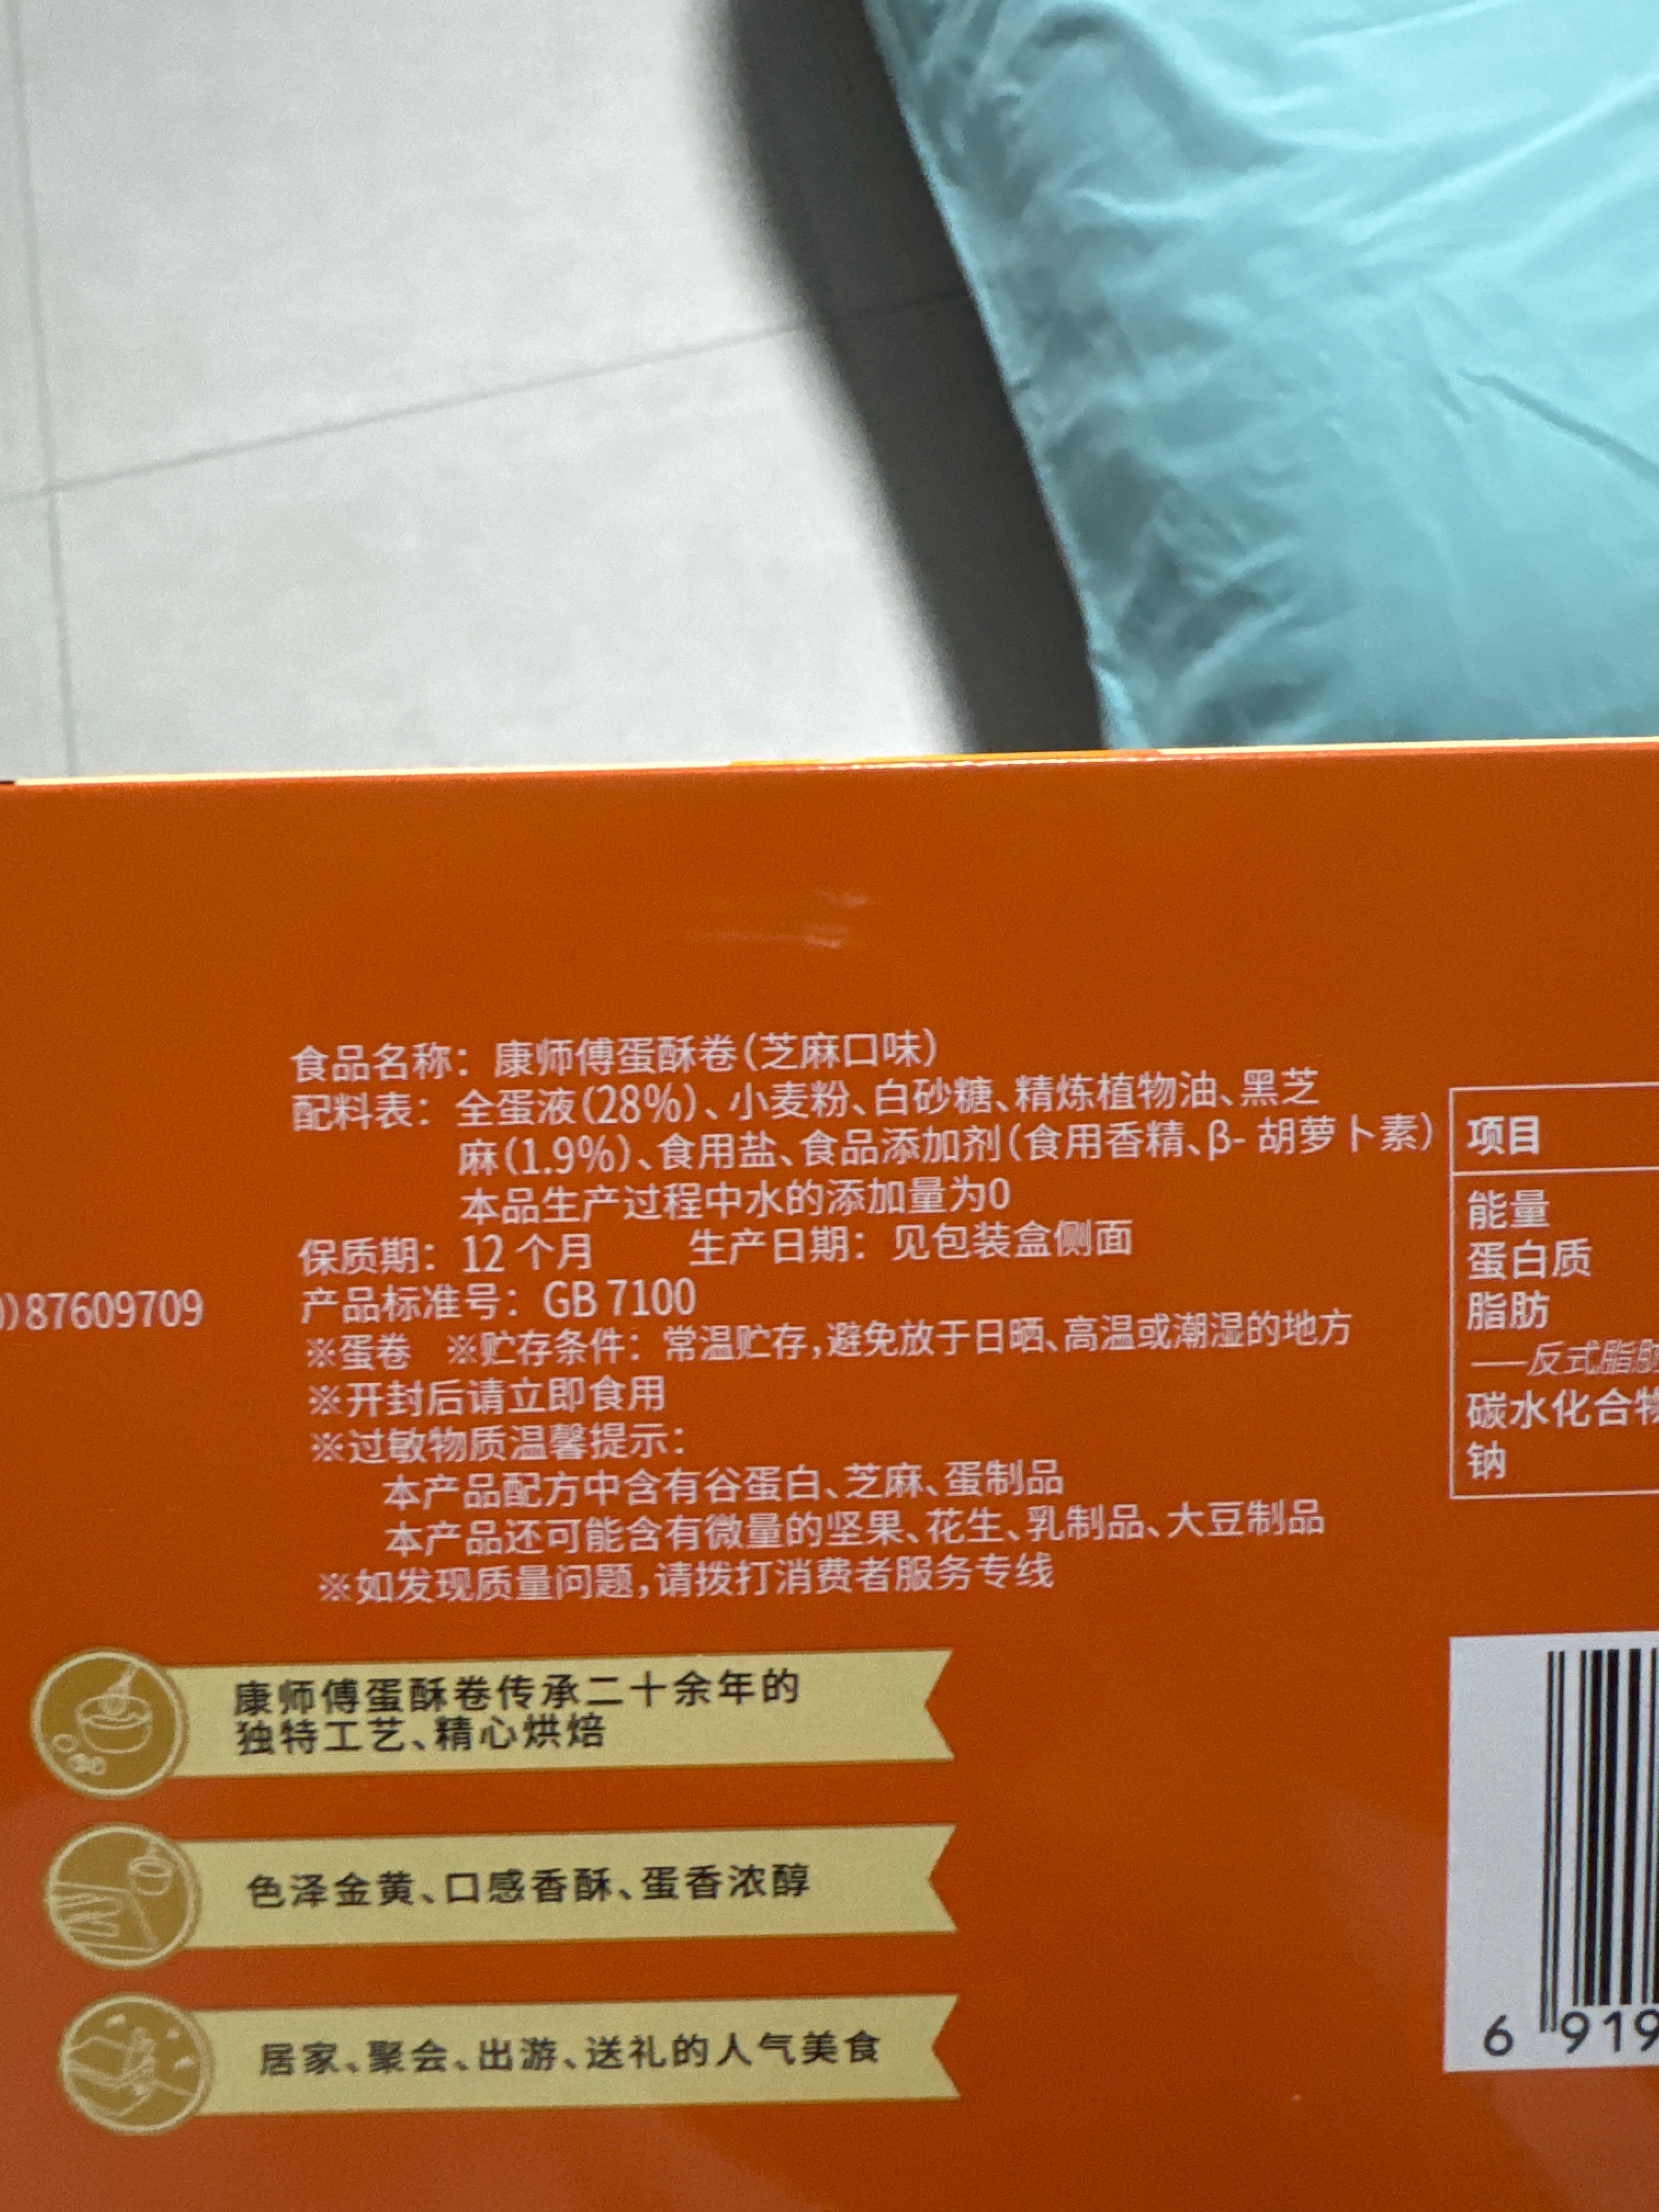 食品名称：康师傅蛋酥卷（芝麻口味）
配料表：全蛋液（28%）、小麦粉、白砂糖、精炼植物油、黑芝
麻（1.9%）、食用盐、食品添加剂（食用香精、β- 胡萝卜素）
本品生产过程中水的添加量为0
保质期：12 个月 生产日期：见包装盒侧面
)87609709
产品标准号：GB 7100
※蛋卷 ※贮存条件：常温贮存，避免放于日晒、高温或潮湿的地方
※开封后请立即食用
※过敏物质温馨提示：
本产品配方中含有谷蛋白、芝麻、蛋制品
本产品还可能含有微量的坚果、花生、乳制品、大豆制品
※如发现质量问题，请拨打消费者服务专线
项目
能量
蛋白质
脂肪
——反式脂肪
碳水化合物
钠
康师傅蛋酥卷传承二十余年的
独特工艺、精心烘焙
色泽金黄、口感香酥、蛋香浓醇
居家、聚会、出游、送礼的人气美食
6 919